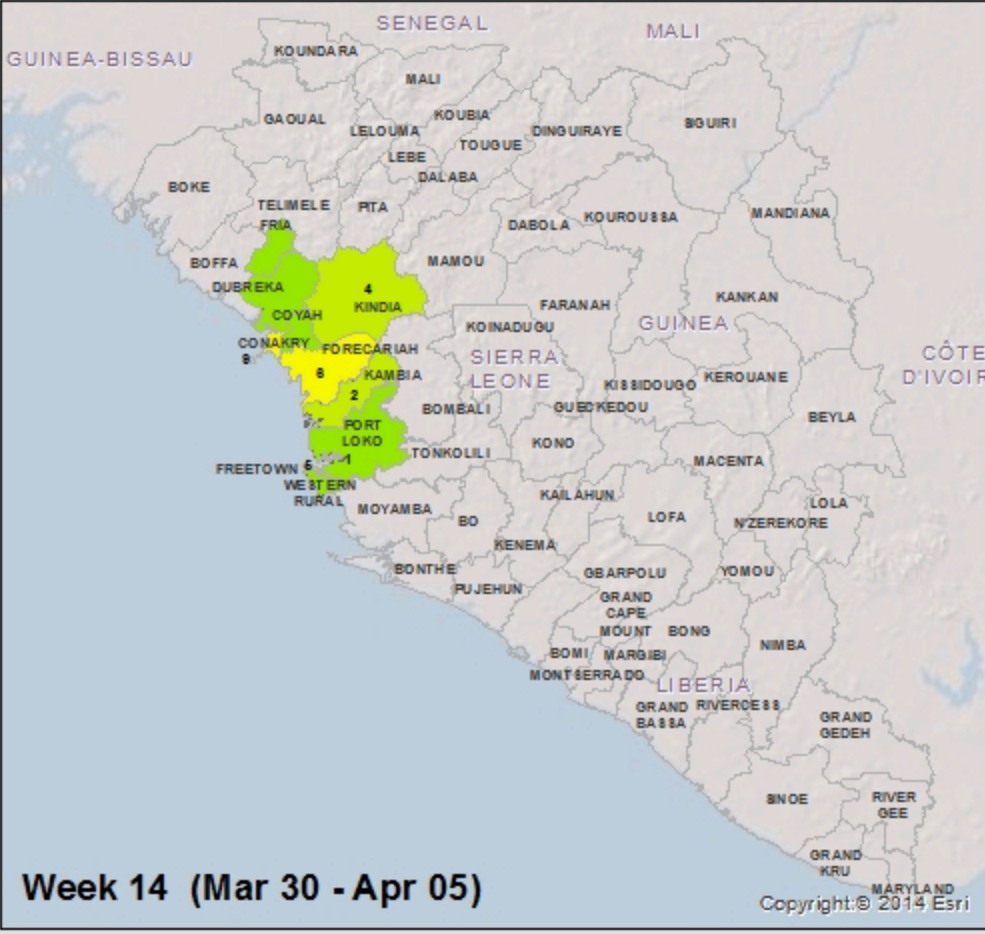 SENEGAL
MALI
GUINEA-BISSAU
KOUNDARA
MALI
GAOUAL
KOUBIA
LELOUMA
TOUGUE
DINGUIRAYE
SIGUIRI
LEBE
DALABA
BOKE
TELIMELE
PITA
FRIA
DABOLA
KOUROUSSA
MANDIANA
BOFFA
MAMOU
DUBREKA
4
KINDIA
COYAH
FARANAH
KANKAN
KOINADUGU
GUINEA
CONAKRY
9
FORECARIAH
SIERRA
LEONE
CÔTE
D'IVOIR
6
KAMBIA
KISSIDOUGO
KEROUANE
2
BOMBALI
GUECKEDOU
BEYLA
PORT
LOKO
KONO
TONKOLILI
MACENTA
FREETOWN
5
1
WESTERN
RURAL
MOYAMBA
KAILAHUN
LOLA
BO
LOFA
N'ZEREKORE
KENEMA
BONTHE
GBARPOLU
YOMOU
PUJEHUN
GRAND
CAPE
MOUNT
BONG
NIMBA
BOMI
MARGIBI
MONTSERRADO
LIBERIA
GRAND
BASSA
RIVERCESS
GRAND
GEDEH
SINOE
RIVER
GEE
GRAND
KRU
MARYLAND
Week 14 (Mar 30 - Apr 05)
Copyright:© 2014 Esri